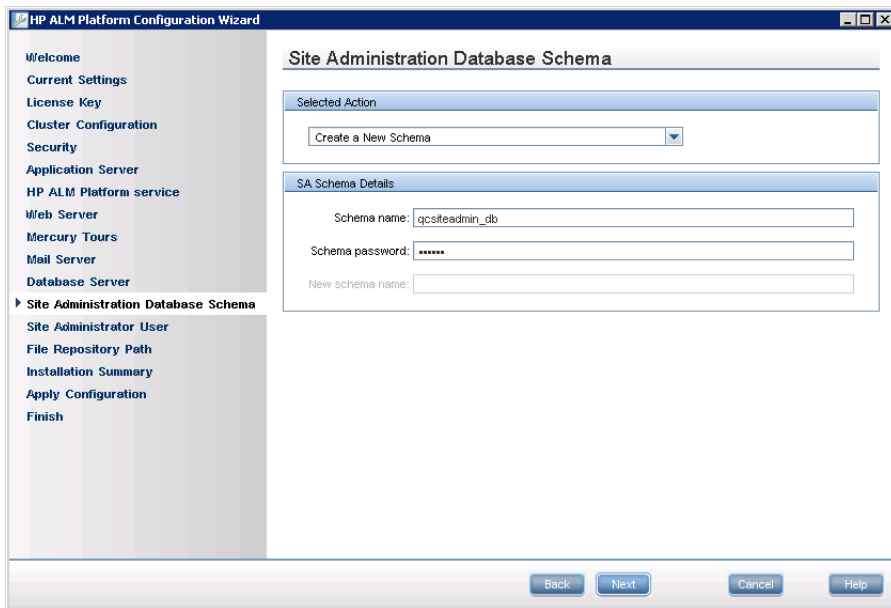 HP ALM Platform Configuration Wizard
Welcome
Current Settings
License Key
Cluster Configuration
Security
Application Server
HP ALM Platform service
Web Server
Mercury Tours
Mail Server
Database Server
Site Administration Database Schema
Site Administrator User
File Repository Path
Installation Summary
Apply Configuration
Finish
Site Administration Database Schema
Selected Action
Create a New Schema
SA Schema Details
Schema name: qcsiteadmin_db
Schema password: ••••••
New schema name:
Back Next Cancel Help